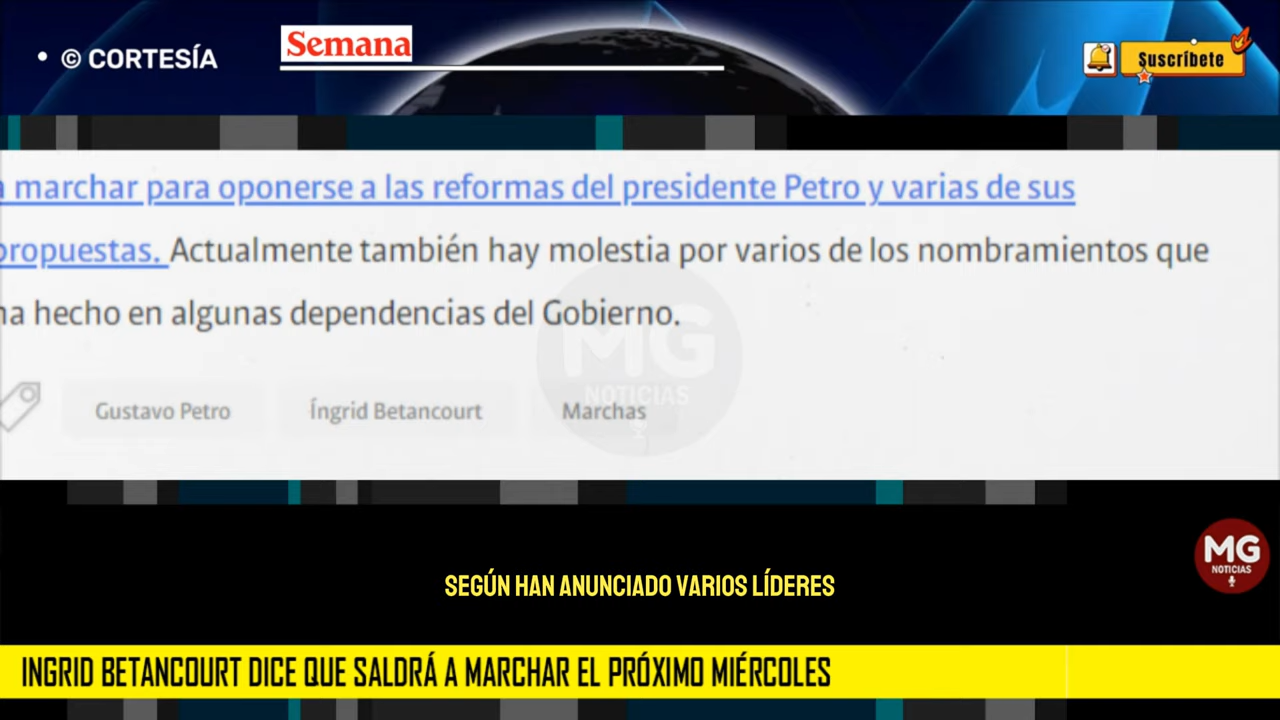 • © CORTESÍA
Semana
Suscríbete
a marchar para oponerse a las reformas del presidente Petro y varias de sus
propuestas. Actualmente también hay molestia por varios de los nombramientos que
ha hecho en algunas dependencias del Gobierno.
MG
NOTICIAS
Gustavo Petro
Íngrid Betancourt
Marchas
MG
NOTICIAS
SEGÚN HAN ANUNCIADO VARIOS LÍDERES
INGRID BETANCOURT DICE QUE SALDRÁ A MARCHAR EL PRÓXIMO MIÉRCOLES